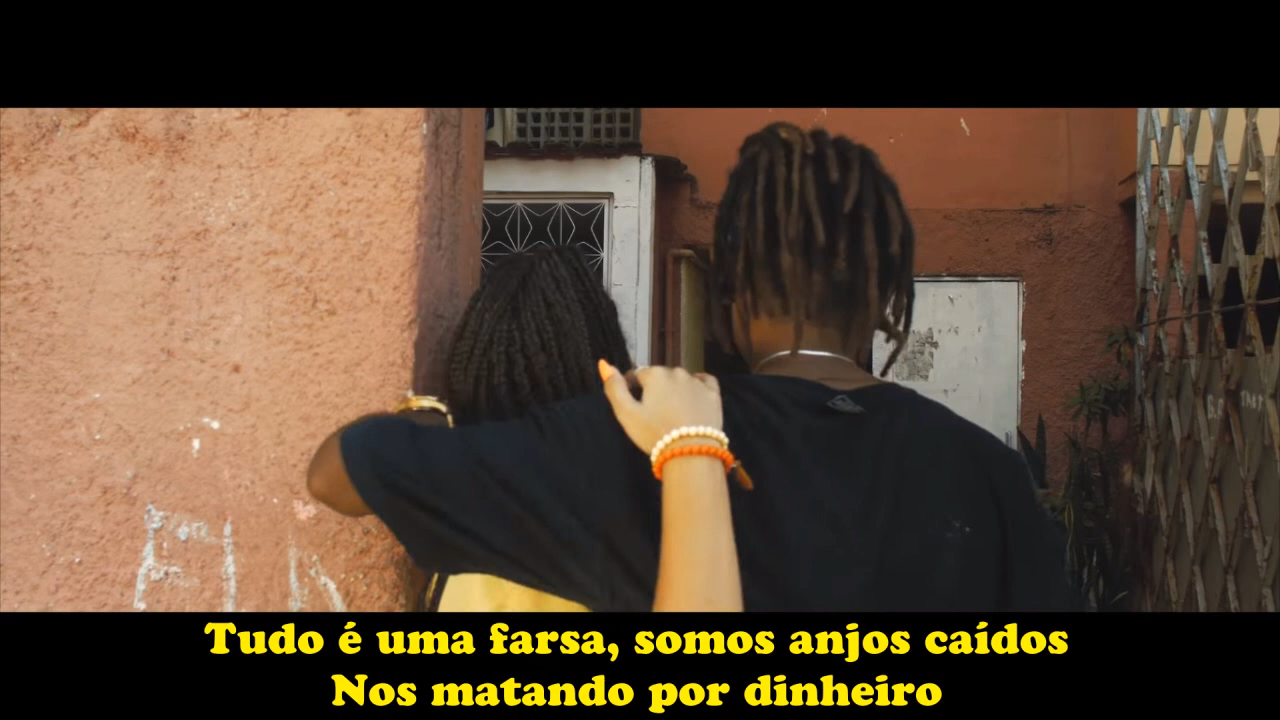 Tudo é uma farsa, somos anjos caídos
Nos matando por dinheiro